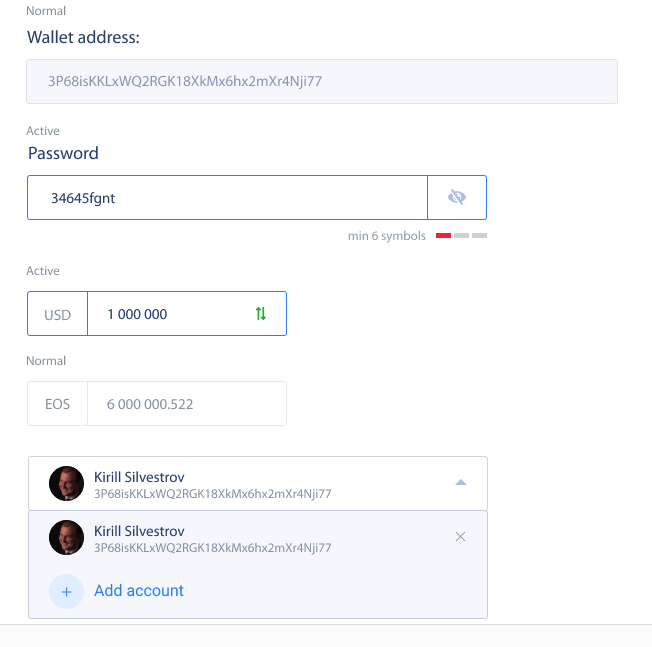 Normal
Wallet address:
3P68isKKLxWQ2RGK18XkMx6hx2mXr4Nji77
Active
Password
34645fgnt
min 6 symbols
Active
USD 1 000 000
Normal
EOS 6 000 000.522
Kirill Silvestrov
3P68isKKLxWQ2RGK18XkMx6hx2mXr4Nji77
Kirill Silvestrov
3P68isKKLxWQ2RGK18XkMx6hx2mXr4Nji77
+ Add account